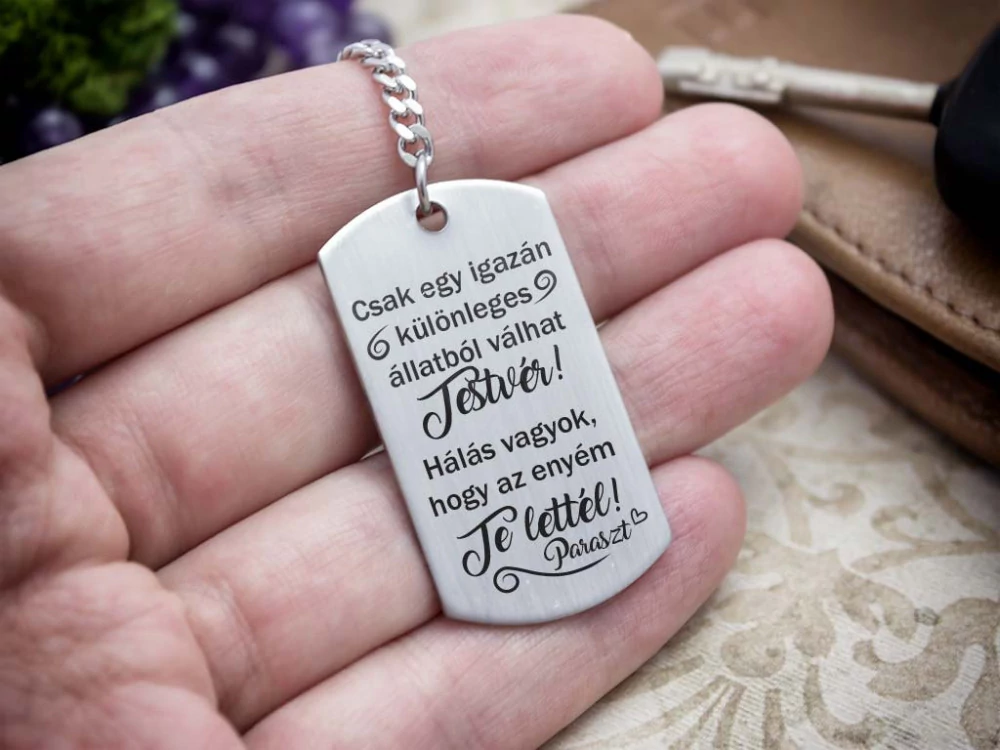 Csak egy igazán
különleges
állatból válhat
Testvér!
Hálás vagyok,
hogy az enyém
Te lettél!
Paraszt